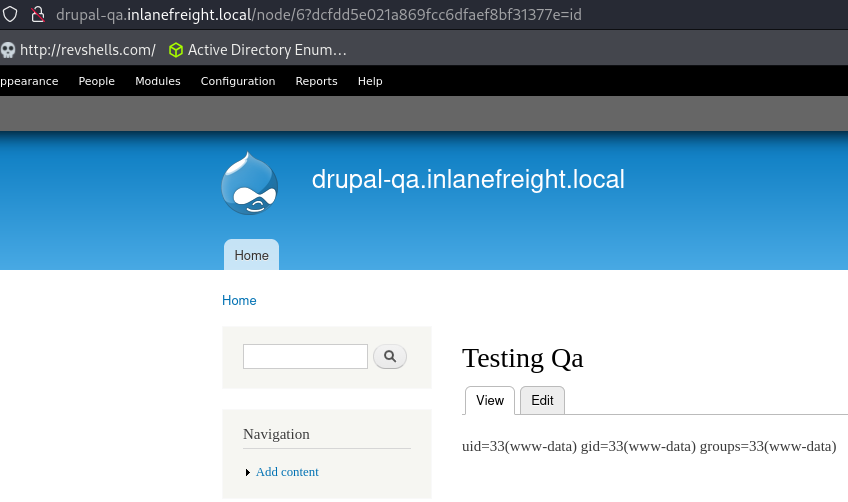 drupal-qa.inlanefreight.local/node/6?dcfdd5e021a869fcc6dfaef8bf31377e=id
http://revshells.com/ Active Directory Enum…
ppearance People Modules Configuration Reports Help
drupal-qa.inlanefreight.local
Home
Home
Testing Qa
View Edit
Navigation
uid=33(www-data) gid=33(www-data) groups=33(www-data)
Add content